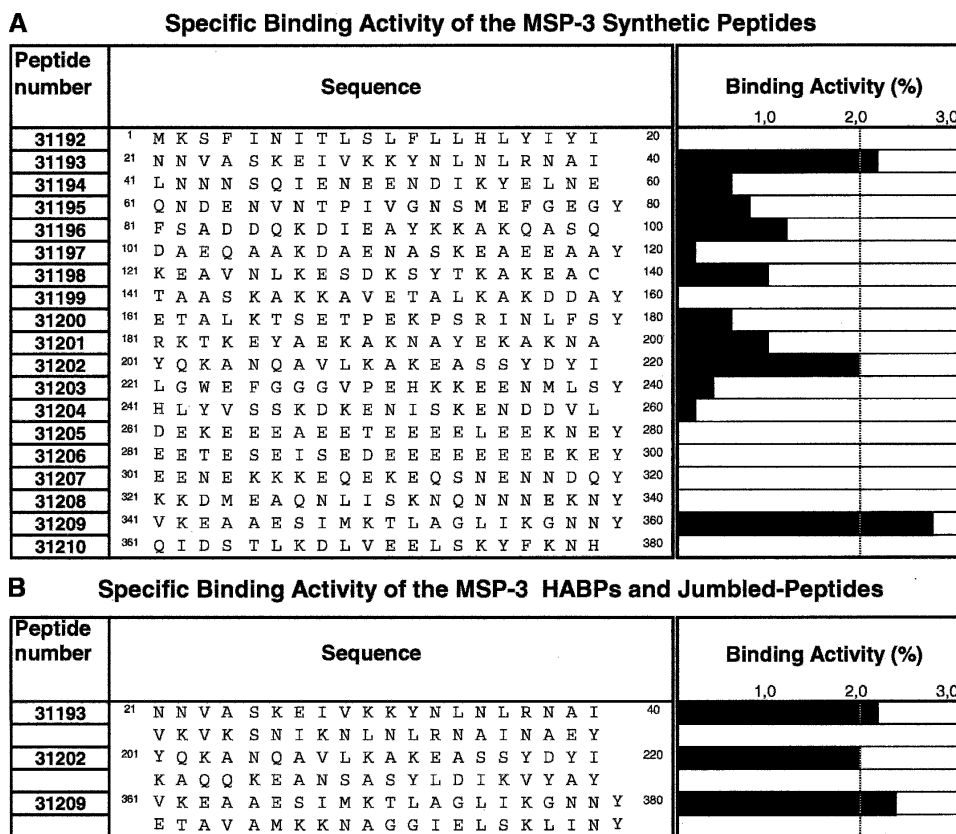 A Specific Binding Activity of the MSP-3 Synthetic Peptides
Peptide number Sequence Binding Activity (%)
1,0 2,0 3,0
31192 1 M K S F I N I T L S L F L L H L Y I Y I 20
31193 21 N N V A S K E I V K K Y N L N L R N A I 40
31194 41 L N N N S Q I E N E E N D I K Y E L N E 60
31195 61 Q N D E N V N T P I V G N S M E F G E G Y 80
31196 81 F S A D D Q K D I E A Y K K A K Q A S Q 100
31197 101 D A E Q A A K D A E N A S K E A E E A A Y 120
31198 121 K E A V N L K E S D K S Y T K A K E A C 140
31199 141 T A A S K A K K A V E T A L K A K D D A Y 160
31200 161 E T A L K T S E T P E K P S R I N L F S Y 180
31201 181 R K T K E Y A E K A K N A Y E K A K N A 200
31202 201 Y Q K A N Q A V L K A K E A S S Y D Y I 220
31203 221 L G W E F G G G V P E H K K E E N M L S Y 240
31204 241 H L Y V S S K D K E N I S K E N D D V L 260
31205 261 D E K E E E A E E T E E E E L E E K N E Y 280
31206 281 E E T E S E I S E D E E E E E E E E K E Y 300
31207 301 E E N E K K K E Q E K E Q S N E N N D Q Y 320
31208 321 K K D M E A Q N L I S K N Q N N N E K N Y 340
31209 341 V K E A A E S I M K T L A G L I K G N N Y 360
31210 361 Q I D S T L K D L V E E L S K Y F K N H 380
B Specific Binding Activity of the MSP-3 HABPs and Jumbled-Peptides
Peptide number Sequence Binding Activity (%)
1,0 2,0 3,0
31193 21 N N V A S K E I V K K Y N L N L R N A I 40
V K V K S N I K N L N L R N A I N A E Y
31202 201 Y Q K A N Q A V L K A K E A S S Y D Y I 220
K A Q Q K E A N S A S Y L D I K V Y A Y
31209 361 V K E A A E S I M K T L A G L I K G N N Y 380
E T A V A M K K N A G G I E L S K L I N Y